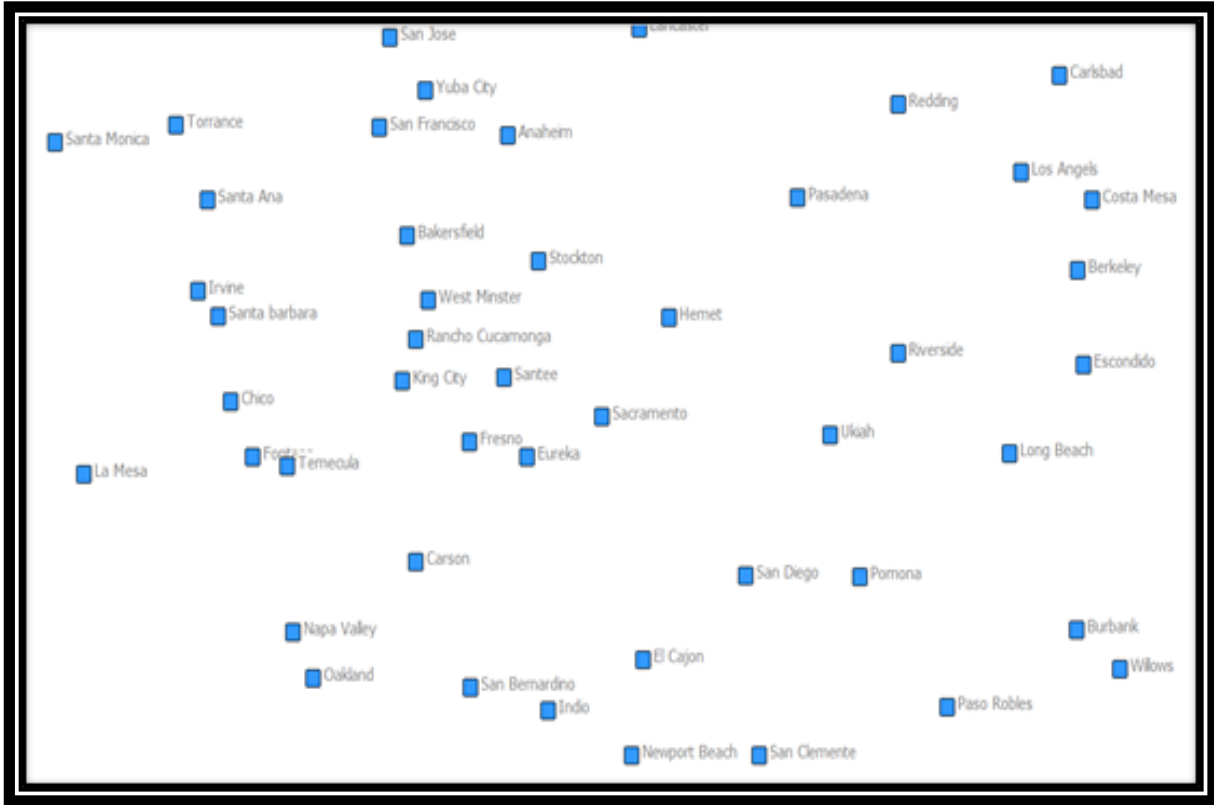 San Jose
Lancaster
Carlsbad
Yuba City
Redding
Torrance
San Francisco
Anaheim
Santa Monica
Los Angels
Santa Ana
Pasadena
Costa Mesa
Bakersfield
Stockton
Berkeley
Irvine
West Minster
Santa barbara
Hemet
Rancho Cucamonga
Riverside
Escondido
King City
Santee
Chico
Sacramento
Ukiah
Fresno
Eureka
Long Beach
Temecula
La Mesa
Carson
San Diego
Pomona
Napa Valley
Burbank
El Cajon
Willows
Oakland
San Bernardino
Indio
Paso Robles
Newport Beach
San Clemente